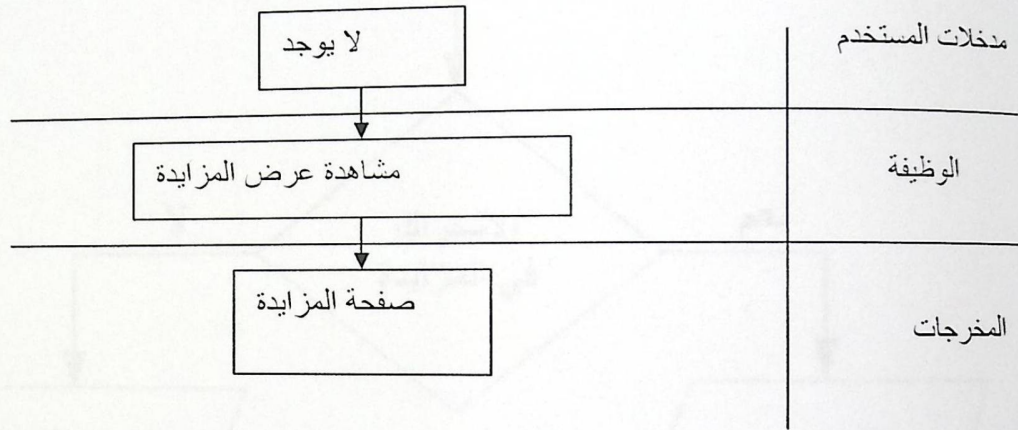 مدخلات المستخدم
لا يوجد
الوظيفة
مشاهدة عرض المزايدة
المخرجات
صفحة المزايدة